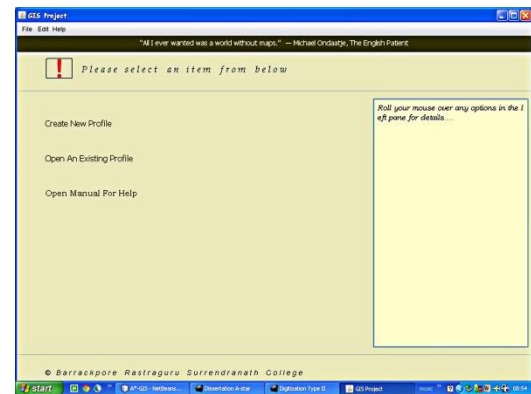 GIS Project
File Edit Help
"All I ever wanted was a world without maps." — Michael Ondaatje, The English Patient
! Please select an item from below
Create New Profile
Open An Existing Profile
Open Manual For Help
Roll your mouse over any options in the l
eft pane for details....
© Barrackpore Rastraguru Surrendranath College
start
A*-GIS - NetBeans...
Dissertation A-star
Digitization Type II
GIS Project
music
08:54